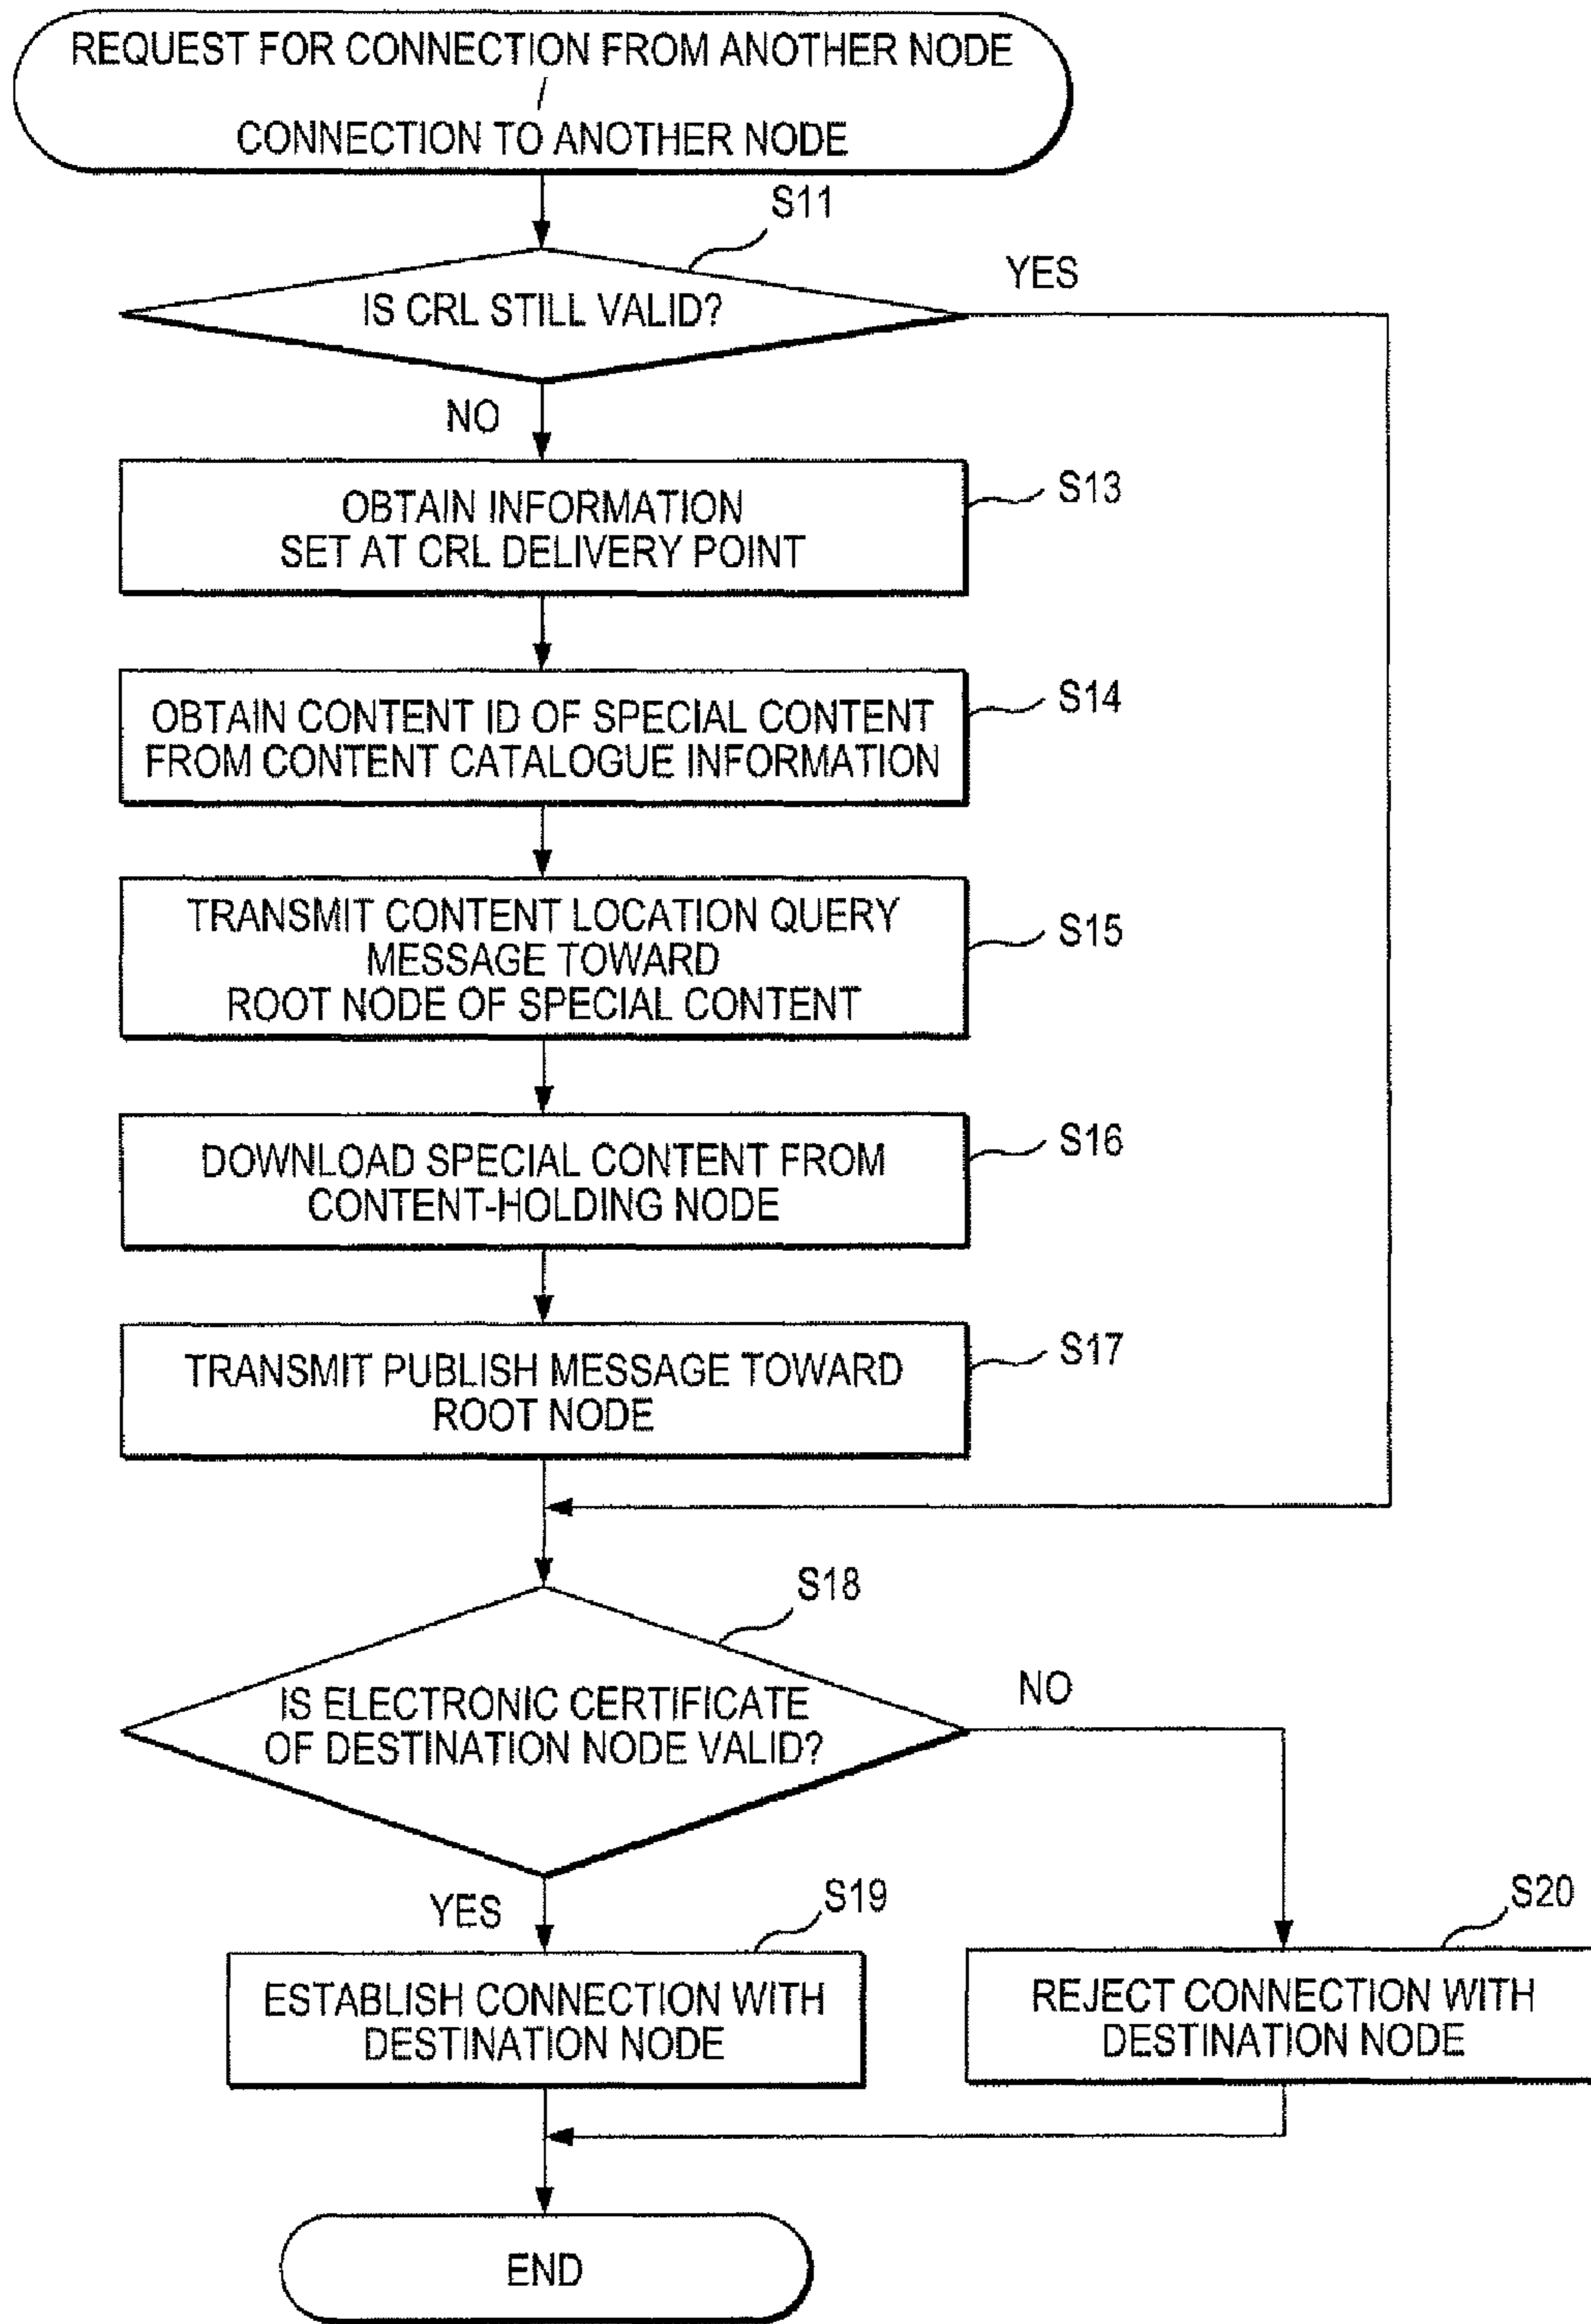 REQUEST FOR CONNECTION FROM ANOTHER NODE
/
CONNECTION TO ANOTHER NODE
S11
IS CRL STILL VALID?
YES
NO
S13
OBTAIN INFORMATION
SET AT CRL DELIVERY POINT
S14
OBTAIN CONTENT ID OF SPECIAL CONTENT
FROM CONTENT CATALOGUE INFORMATION
S15
TRANSMIT CONTENT LOCATION QUERY
MESSAGE TOWARD
ROOT NODE OF SPECIAL CONTENT
S16
DOWNLOAD SPECIAL CONTENT FROM
CONTENT-HOLDING NODE
S17
TRANSMIT PUBLISH MESSAGE TOWARD
ROOT NODE
S18
IS ELECTRONIC CERTIFICATE
OF DESTINATION NODE VALID?
NO
YES
S19
ESTABLISH CONNECTION WITH
DESTINATION NODE
S20
REJECT CONNECTION WITH
DESTINATION NODE
END